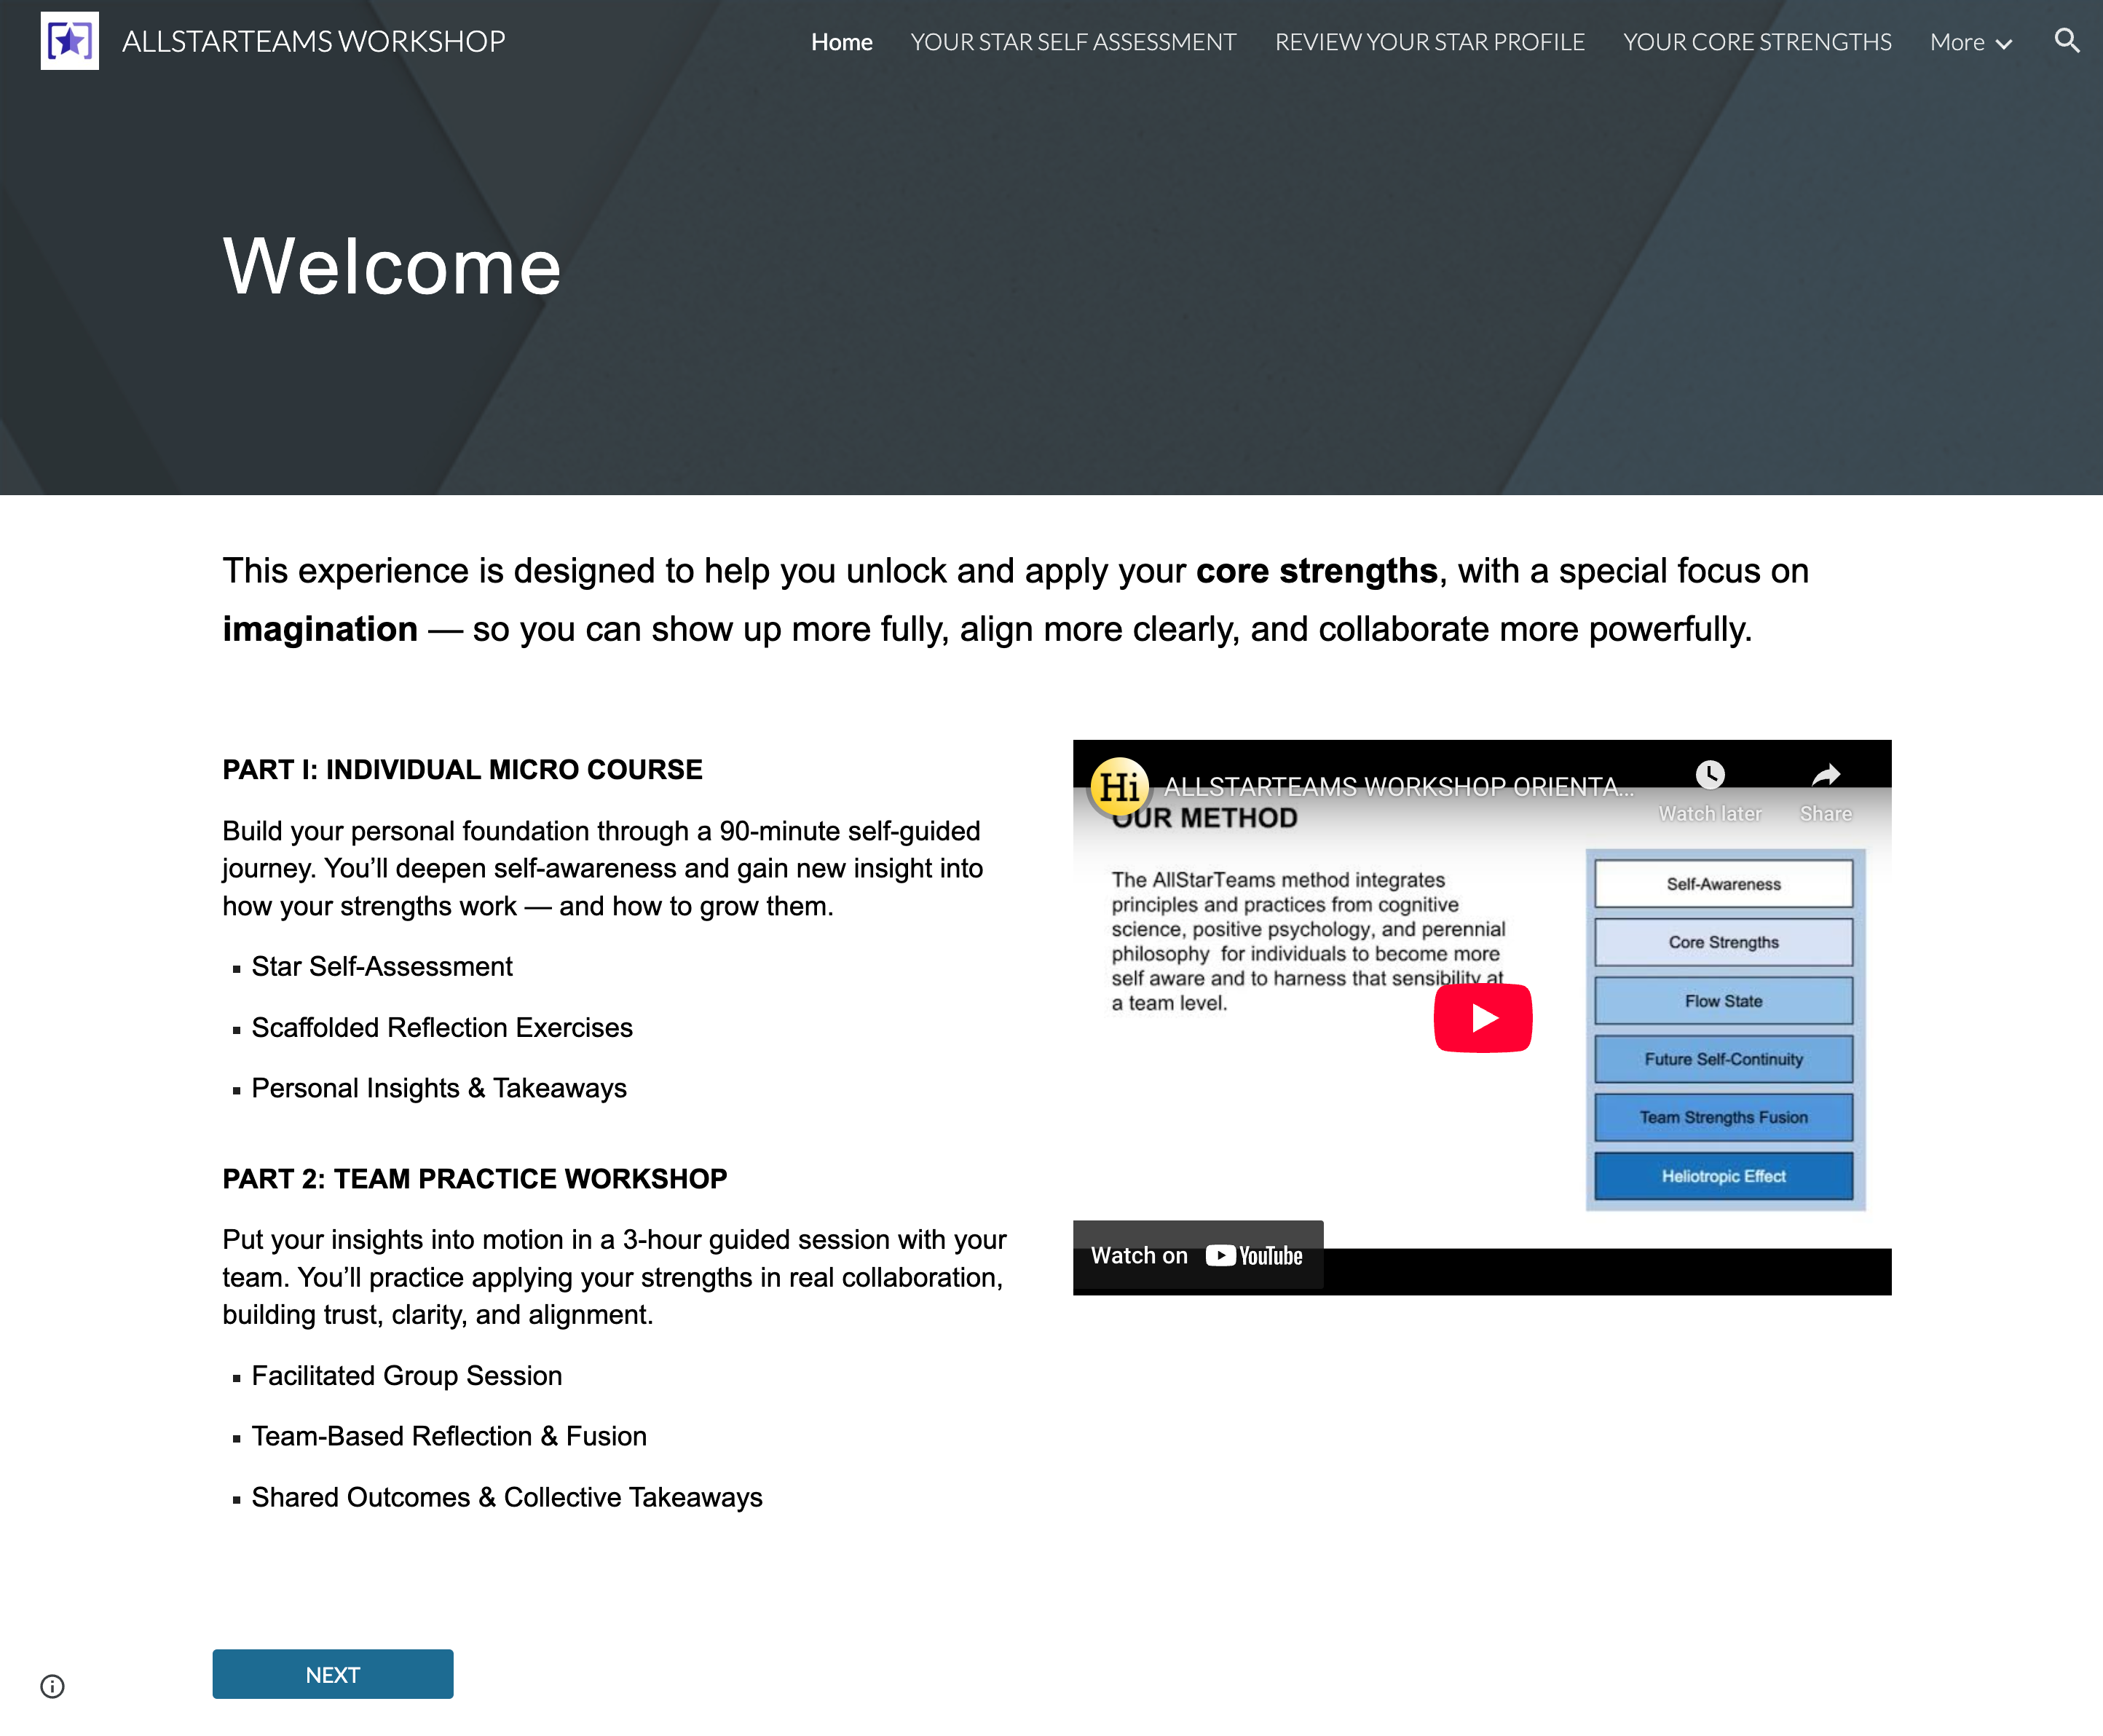 ALLSTARTEAMS WORKSHOP
Home
YOUR STAR SELF ASSESSMENT
REVIEW YOUR STAR PROFILE
YOUR CORE STRENGTHS
More
Welcome
This experience is designed to help you unlock and apply your core strengths, with a special focus on
imagination — so you can show up more fully, align more clearly, and collaborate more powerfully.
PART I: INDIVIDUAL MICRO COURSE
Build your personal foundation through a 90-minute self-guided
journey. You’ll deepen self-awareness and gain new insight into
how your strengths work — and how to grow them.
▪ Star Self-Assessment
▪ Scaffolded Reflection Exercises
▪ Personal Insights & Takeaways
PART 2: TEAM PRACTICE WORKSHOP
Put your insights into motion in a 3-hour guided session with your
team. You’ll practice applying your strengths in real collaboration,
building trust, clarity, and alignment.
▪ Facilitated Group Session
▪ Team-Based Reflection & Fusion
▪ Shared Outcomes & Collective Takeaways
Hi
ALLSTARTEAMS WORKSHOP ORIENTA...
Watch later
Share
OUR METHOD
The AllStarTeams method integrates
principles and practices from cognitive
science, positive psychology, and perennial
philosophy for individuals to become more
self aware and to harness that sensibility at
a team level.
Self-Awareness
Core Strengths
Flow State
Future Self-Continuity
Team Strengths Fusion
Heliotropic Effect
Watch on YouTube
NEXT